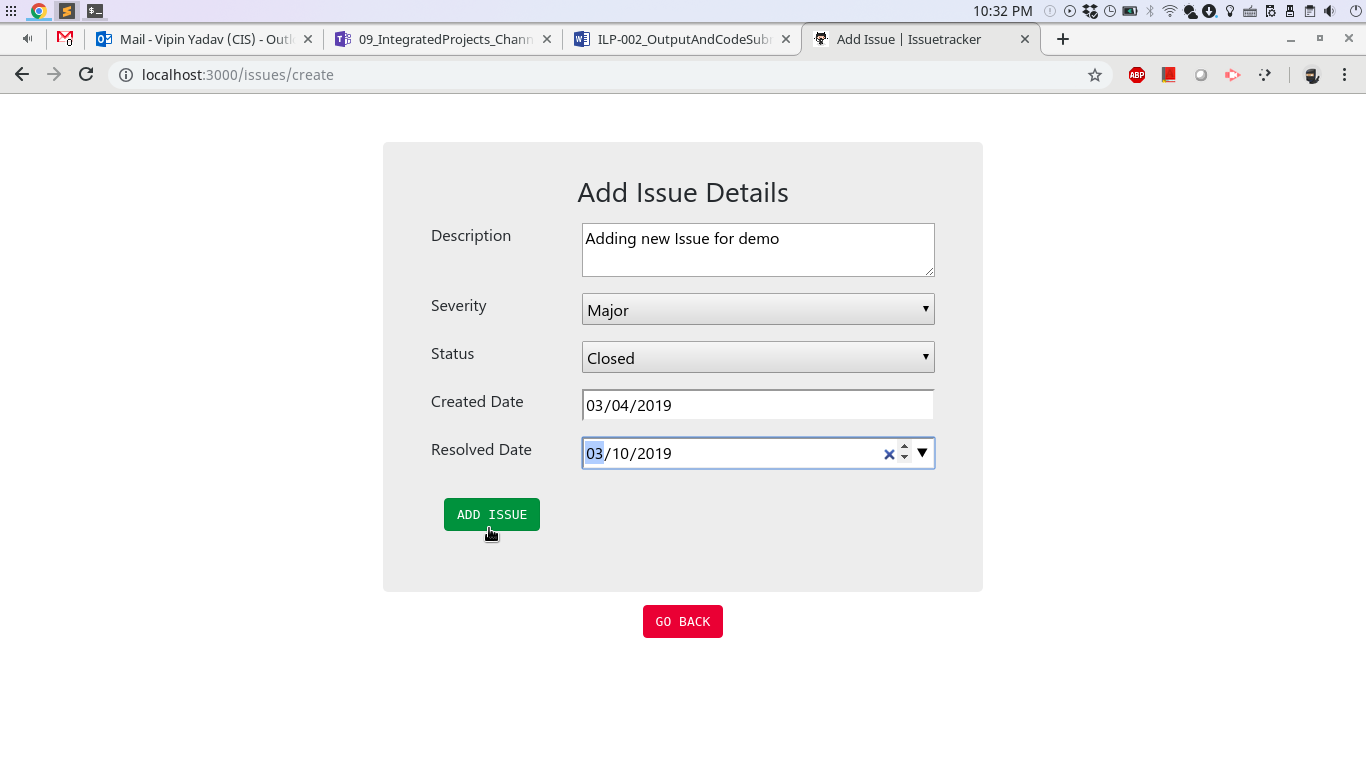 10:32 PM
Mail - Vipin Yadav (CIS) - Outl
09_IntegratedProjects_Chann
ILP-002_OutputAndCodeSubr
Add Issue | Issuetracker
localhost:3000/issues/create
ABP
Add Issue Details
Description
Adding new Issue for demo
Severity
Major
Status
Closed
Created Date
03/04/2019
Resolved Date
03/10/2019
ADD ISSUE
GO BACK